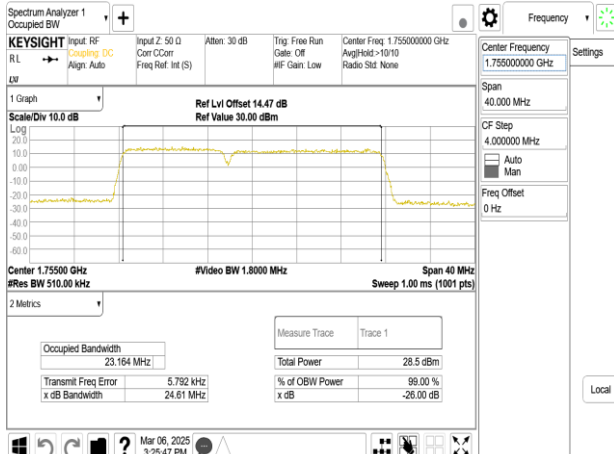 Spectrum Analyzer 1
Occupied BW
+
Frequency
KEYSIGHT
RL
LXI
Input: RF
Coupling: DC
Align: Auto
Input Z: 50 Ω
Corr CCorr
Freq Ref: Int (S)
Atten: 30 dB
Trig: Free Run
Gate: Off
#IF Gain: Low
Center Freq: 1.755000000 GHz
Avg|Hold:>10/10
Radio Std: None
Center Frequency
1.755000000 GHz
Settings
Span
40.000 MHz
CF Step
4.000000 MHz
Auto
Man
Freq Offset
0 Hz
Local
1 Graph
Scale/Div 10.0 dB
Ref Lvl Offset 14.47 dB
Ref Value 30.00 dBm
Log
20.0
10.0
0.00
-10.0
-20.0
-30.0
-40.0
-50.0
-60.0
Center 1.75500 GHz
#Video BW 1.8000 MHz
Span 40 MHz
#Res BW 510.00 kHz
Sweep 1.00 ms (1001 pts)
2 Metrics
Measure Trace
Trace 1
Occupied Bandwidth
23.164 MHz
Total Power
28.5 dBm
Transmit Freq Error
5.792 kHz
% of OBW Power
99.00 %
x dB Bandwidth
24.61 MHz
x dB
-26.00 dB
?
Mar 06, 2025
3:25:47 PM